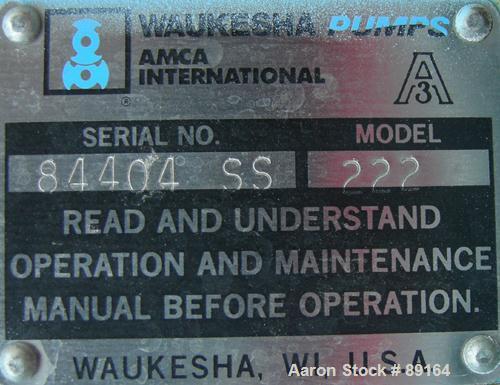 WAUKESHA PUMPS
AMCA
INTERNATIONAL
®
A
3
SERIAL NO.
MODEL
84404 SS
222
READ AND UNDERSTAND
OPERATION AND MAINTENANCE
MANUAL BEFORE OPERATION.
WAUKESHA, WI, U.S.A.
Aaron Stock # 89164